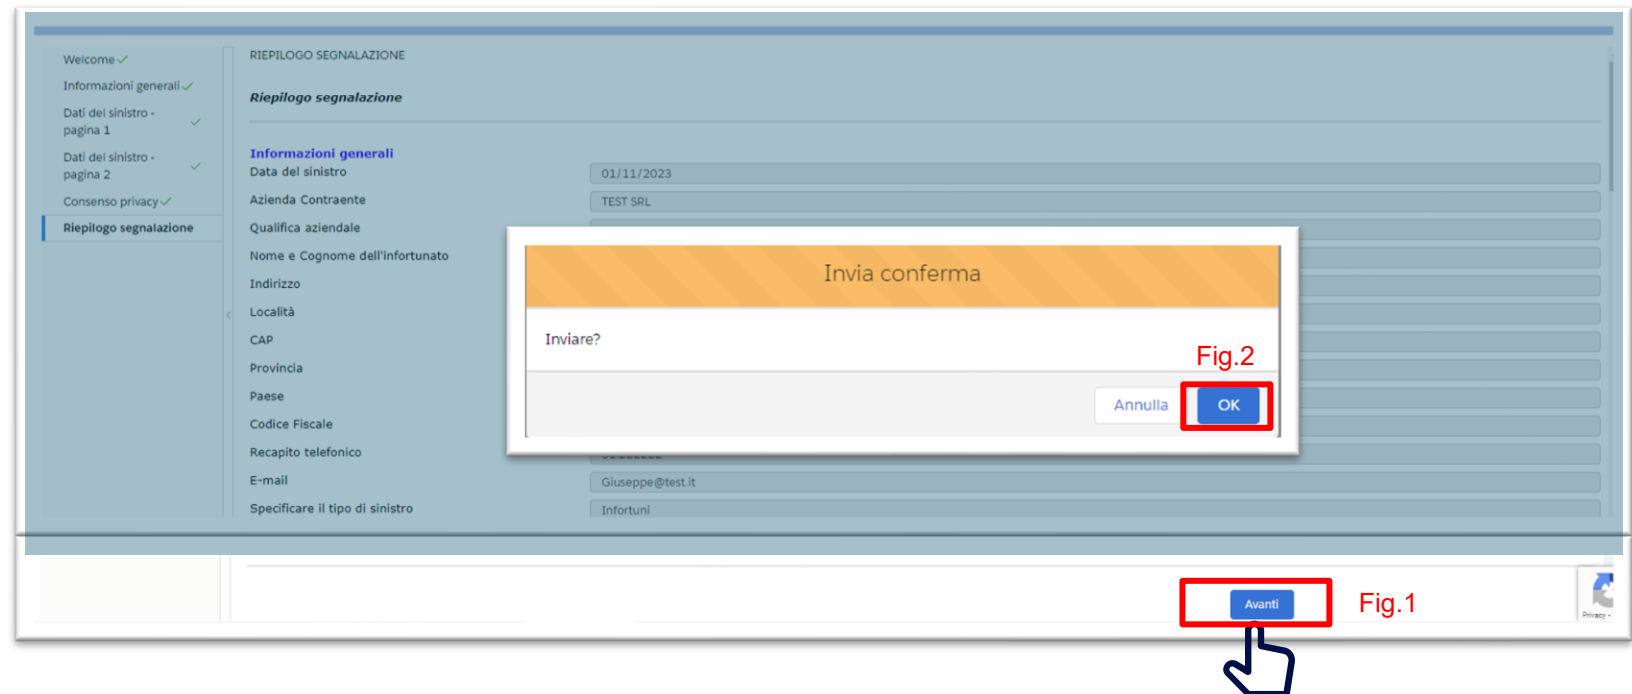 Welcome
Informazioni generali
Dati del sinistro -
pagina 1
Dati del sinistro -
pagina 2
Consenso privacy
Riepilogo segnalazione
RIEPILOGO SEGNALAZIONE
Riepilogo segnalazione
Informazioni generali
Data del sinistro 01/11/2023
Azienda Contraente TEST SRL
Qualifica aziendale
Nome e Cognome dell'infortunato
Indirizzo
Località
CAP
Provincia
Paese
Codice Fiscale
Recapito telefonico
E-mail Giuseppe@test.it
Specificare il tipo di sinistro Infortuni
Invia conferma
Inviare?
Fig.2
Annulla OK
Avanti Fig.1
Privacy -